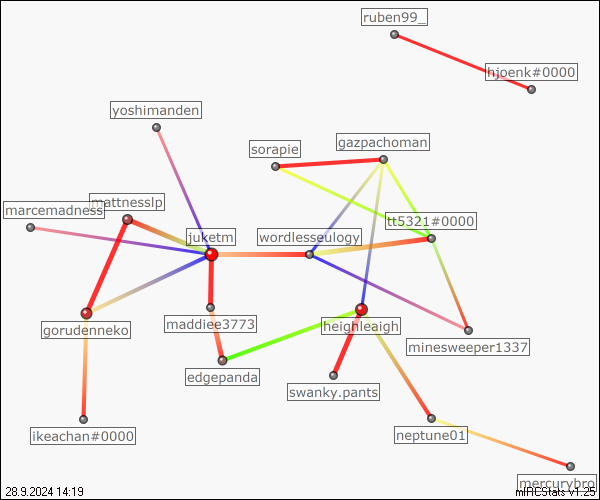 ruben99_
hjoenk#0000
yoshimanden
gazpachoman
sorapie
mattnesslp
marcemadness
tt5321#0000
juketm
wordlesseulogy
gorudenneko
maddiee3773
heighleaigh
minesweeper1337
edgepanda
swanky.pants
ikeachan#0000
neptune01
mercurybro
28.9.2024 14:19
mIRCStats v1.25